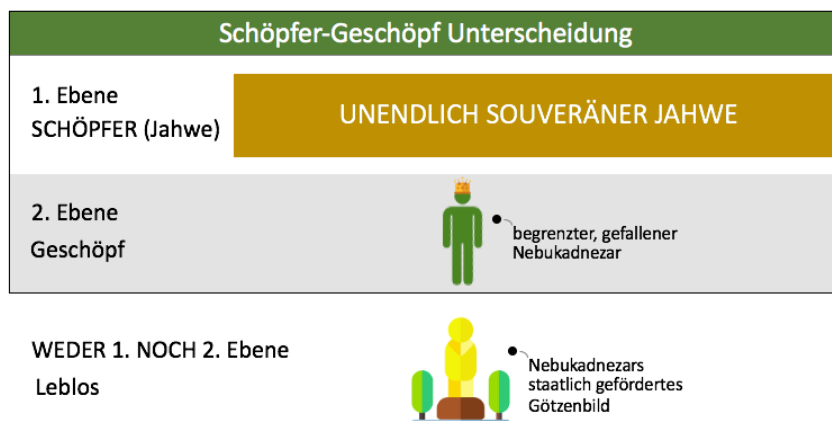 Schöpfer-Geschöpf Unterscheidung
1. Ebene
SCHÖPFER (Jahwe)
UNENDLICH SOUVERÄNER JAHWE
2. Ebene
Geschöpf
begrenzter, gefallener
Nebukadnezar
WEDER 1. NOCH 2. Ebene
Leblos
Nebukadnezars
staatlich gefördertes
Götzenbild